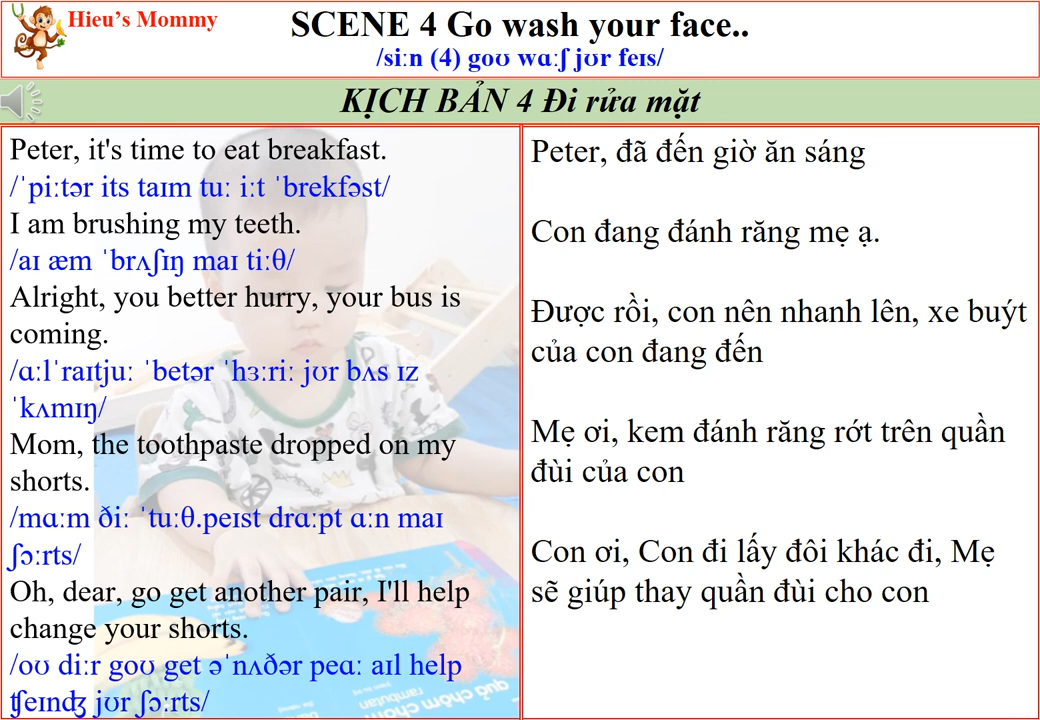 Hieu's Mommy
SCENE 4 Go wash your face..
/siːn (4) goʊ wɑːʃ jʊr feɪs/
KỊCH BẢN 4 Đi rửa mặt
Peter, it's time to eat breakfast.
/ˈpiːtər its taɪm tuː iːt ˈbrekfəst/
I am brushing my teeth.
/aɪ æm ˈbrʌʃɪŋ maɪ tiːθ/
Alright, you better hurry, your bus is
coming.
/ɑːlˈraɪtjuː ˈbetər ˈhɜːriː jʊr bʌs ɪz
ˈkʌmɪŋ/
Mom, the toothpaste dropped on my
shorts.
/mɑːm ðiː ˈtuːθ.peɪst drɑːpt ɑːn maɪ
ʃɔːrts/
Oh, dear, go get another pair, I'll help
change your shorts.
/oʊ diːr goʊ get əˈnʌðər peɑː aɪl help
ʧeɪnʤ jʊr ʃɔːrts/
Peter, đã đến giờ ăn sáng
Con đang đánh răng mẹ ạ.
Được rồi, con nên nhanh lên, xe buýt
của con đang đến
Mẹ ơi, kem đánh răng rớt trên quần
đùi của con
Con ơi, Con đi lấy đôi khác đi, Mẹ
sẽ giúp thay quần đùi cho con
quả chôm chôm
rambutan